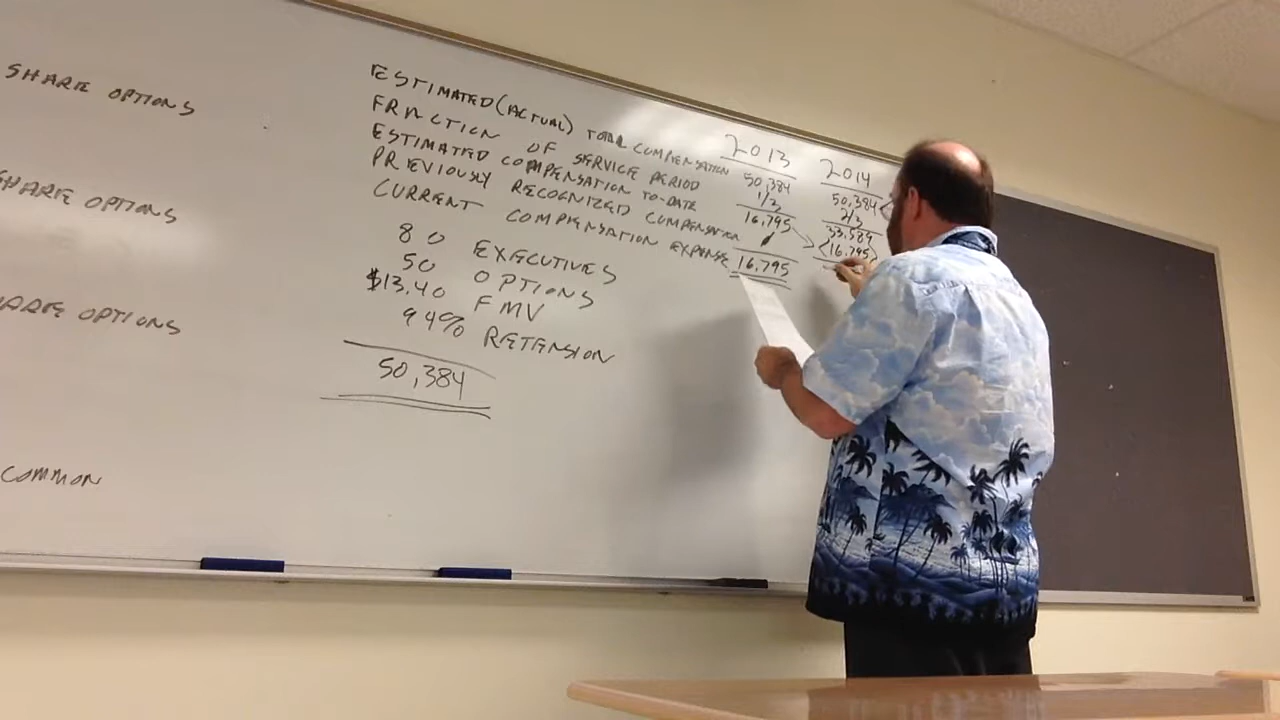 SHARE OPTIONS
SHARE OPTIONS
SHARE OPTIONS
COMMON
ESTIMATED (ACTUAL) TOTAL COMPENSATION
FRACTION OF SERVICE PERIOD
ESTIMATED COMPENSATION TO-DATE
PREVIOUSLY RECOGNIZED COMPENSATION
CURRENT COMPENSATION EXPENSE
80 EXECUTIVES
50 OPTIONS
$13.40 FMV
94% RETENSION
50,384
2013
50,384
1/3
16,795
16,795
2014
50,384
2/3
33,589
<16,795>